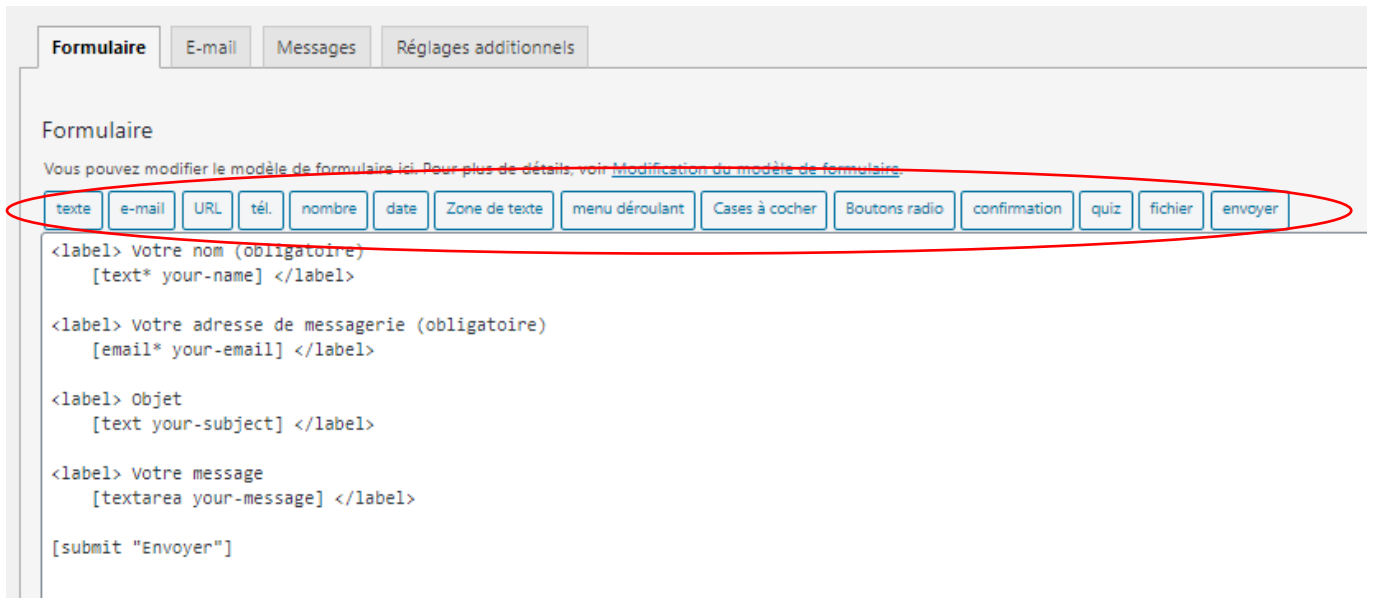 Formulaire E-mail Messages Réglages additionnels
Formulaire
Vous pouvez modifier le modèle de formulaire ici. Pour plus de détails, voir Modification du modèle de formulaire.
texte e-mail URL tél. nombre date Zone de texte menu déroulant Cases à cocher Boutons radio confirmation quiz fichier envoyer
<label> Votre nom (obligatoire)
[text* your-name] </label>
<label> Votre adresse de messagerie (obligatoire)
[email* your-email] </label>
<label> Objet
[text your-subject] </label>
<label> Votre message
[textarea your-message] </label>
[submit "Envoyer"]